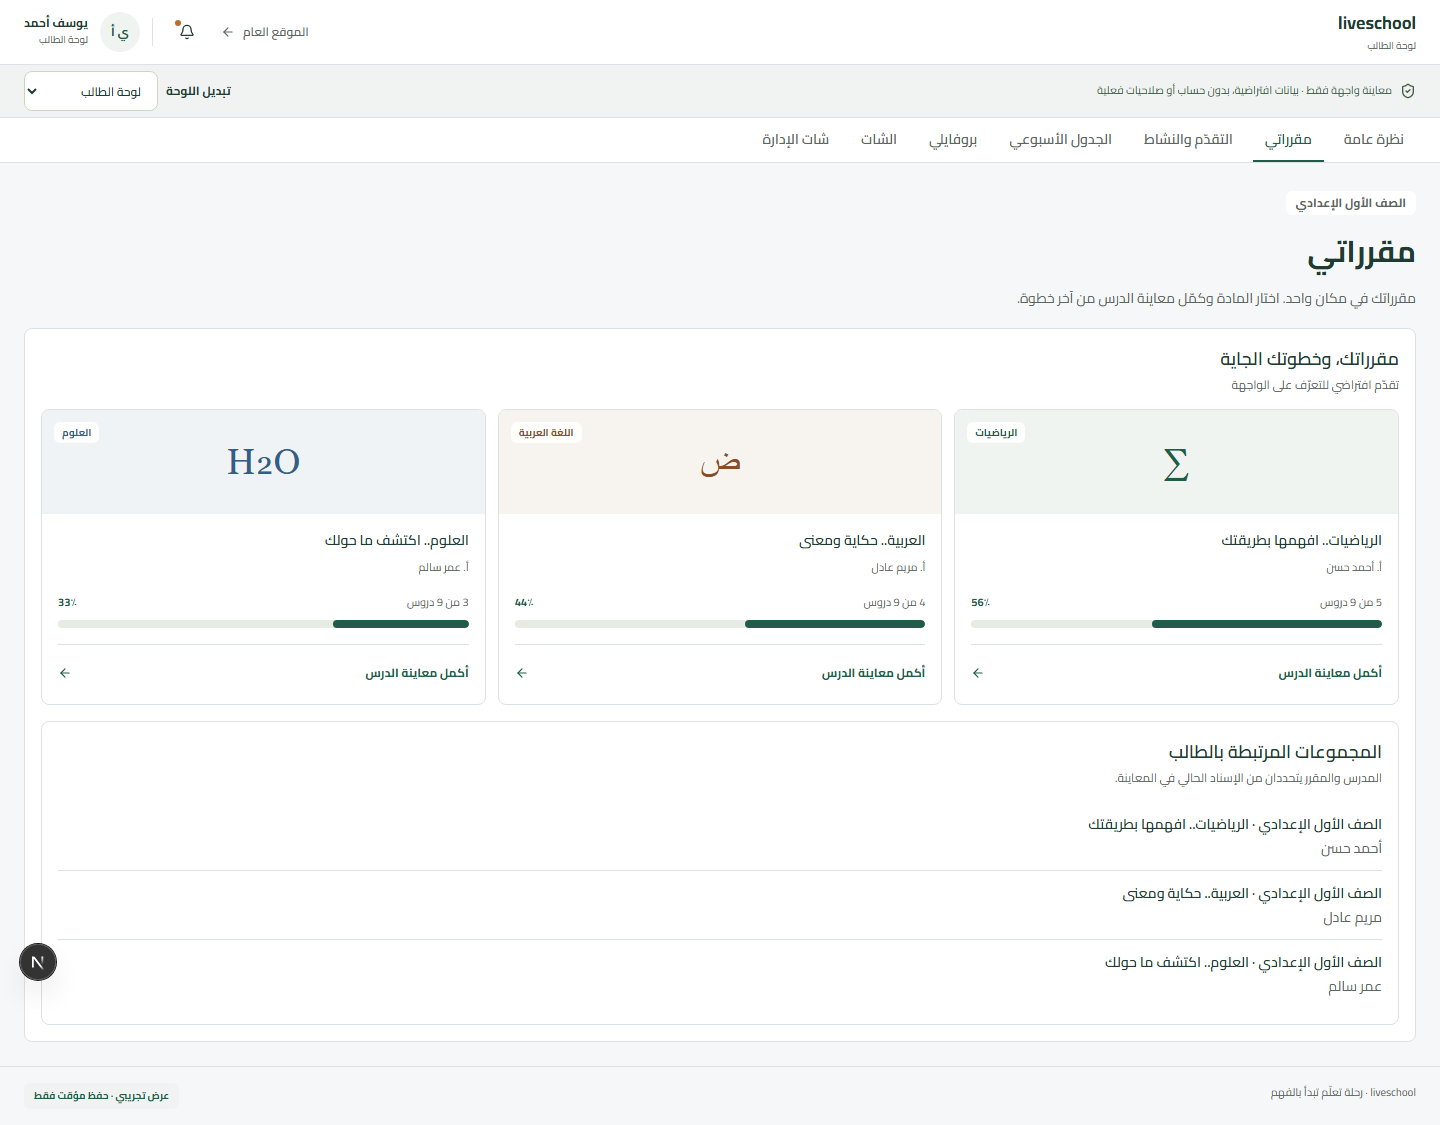 liveschool
لوحة الطالب
الموقع العام
ي أ
يوسف أحمد
لوحة الطالب
معاينة واجهة فقط · بيانات افتراضية، بدون حساب أو صلاحيات فعلية
تبديل اللوحة
لوحة الطالب
نظرة عامة
مقرراتي
التقدّم والنشاط
الجدول الأسبوعي
بروفايلي
الشات
شات الإدارة
الصف الأول الإعدادي
مقرراتي
مقرراتك في مكان واحد. اختار المادة وكمّل معاينة الدرس من آخر خطوة.
مقرراتك، وخطوتك الجاية
تقدّم افتراضي للتعرّف على الواجهة
الرياضيات
∑
الرياضيات.. افهمها بطريقتك
أ. أحمد حسن
5 من 9 دروس
56٪
أكمل معاينة الدرس
اللغة العربية
ض
العربية.. حكاية ومعنى
أ. مريم عادل
4 من 9 دروس
44٪
أكمل معاينة الدرس
العلوم
H2O
العلوم.. اكتشف ما حولك
أ. عمر سالم
3 من 9 دروس
33٪
أكمل معاينة الدرس
المجموعات المرتبطة بالطالب
المدرس والمقرر يتحددان من الإسناد الحالي في المعاينة.
الصف الأول الإعدادي · الرياضيات.. افهمها بطريقتك
أحمد حسن
الصف الأول الإعدادي · العربية.. حكاية ومعنى
مريم عادل
الصف الأول الإعدادي · العلوم.. اكتشف ما حولك
عمر سالم
N
liveschool · رحلة تعلّم تبدأ بالفهم
عرض تجريبي · حفظ مؤقت فقط